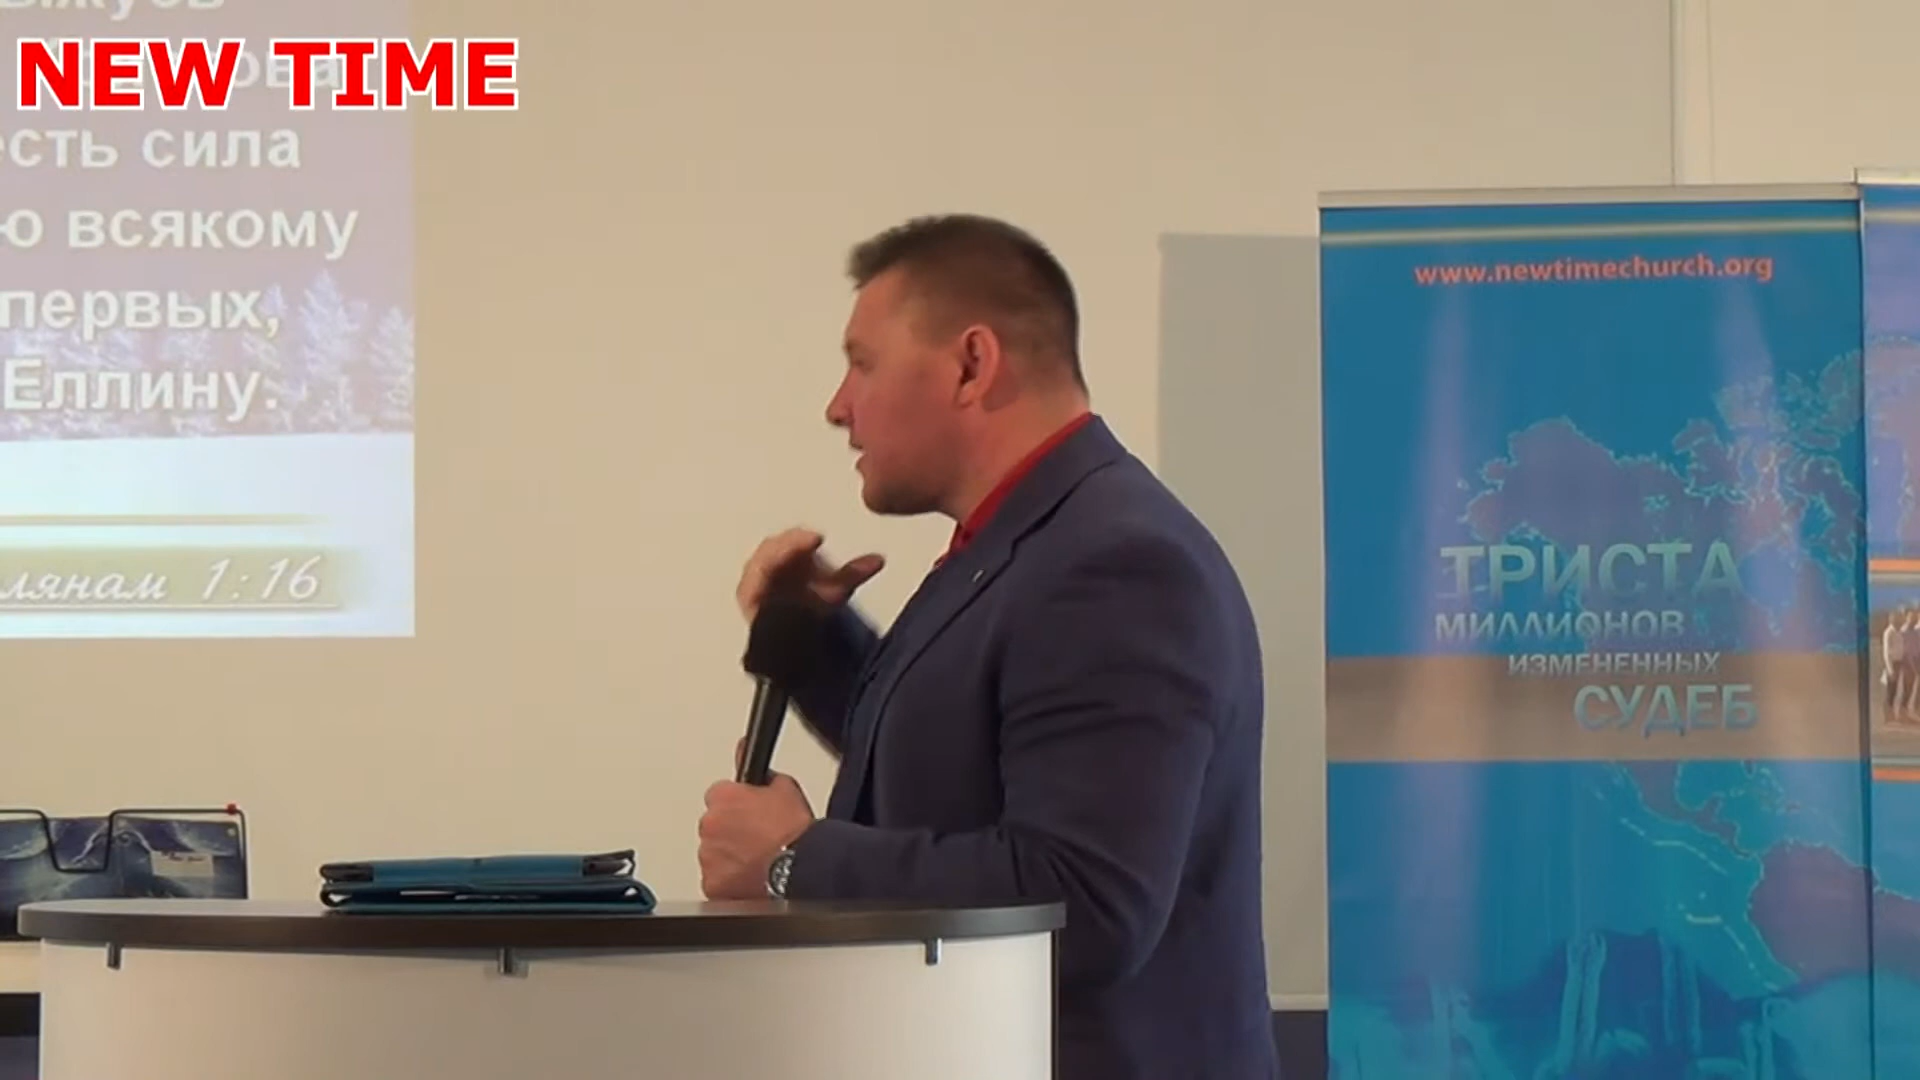 NEW TIME
есть сила
всякому
первых,
Еллину.
1:16
www.newtimechurch.org
ТРИСТА
МИЛЛИОНОВ
ИЗМЕНЕННЫХ
СУДЕБ